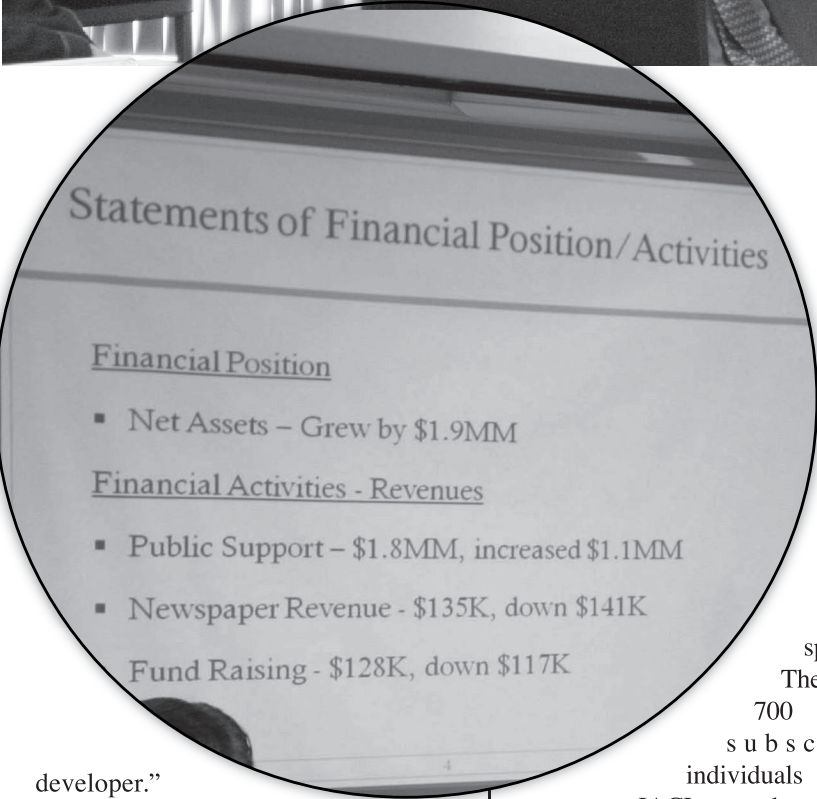 Statements of Financial Position/Activities
Financial Position
▪ Net Assets – Grew by $1.9MM
Financial Activities - Revenues
▪ Public Support – $1.8MM, increased $1.1MM
▪ Newspaper Revenue - $135K, down $141K
Fund Raising - $128K, down $117K
4
The
700
subsc
individuals
developer.”